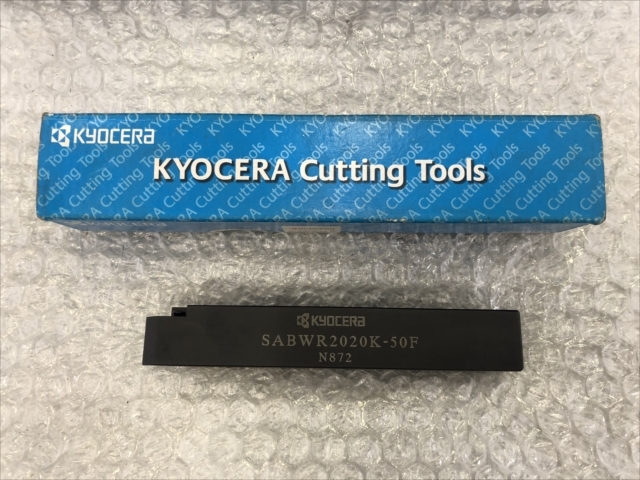 KYOCERA
KYOCERA Cutting Tools
KYOCERA
SABWR2020K-50F
N872